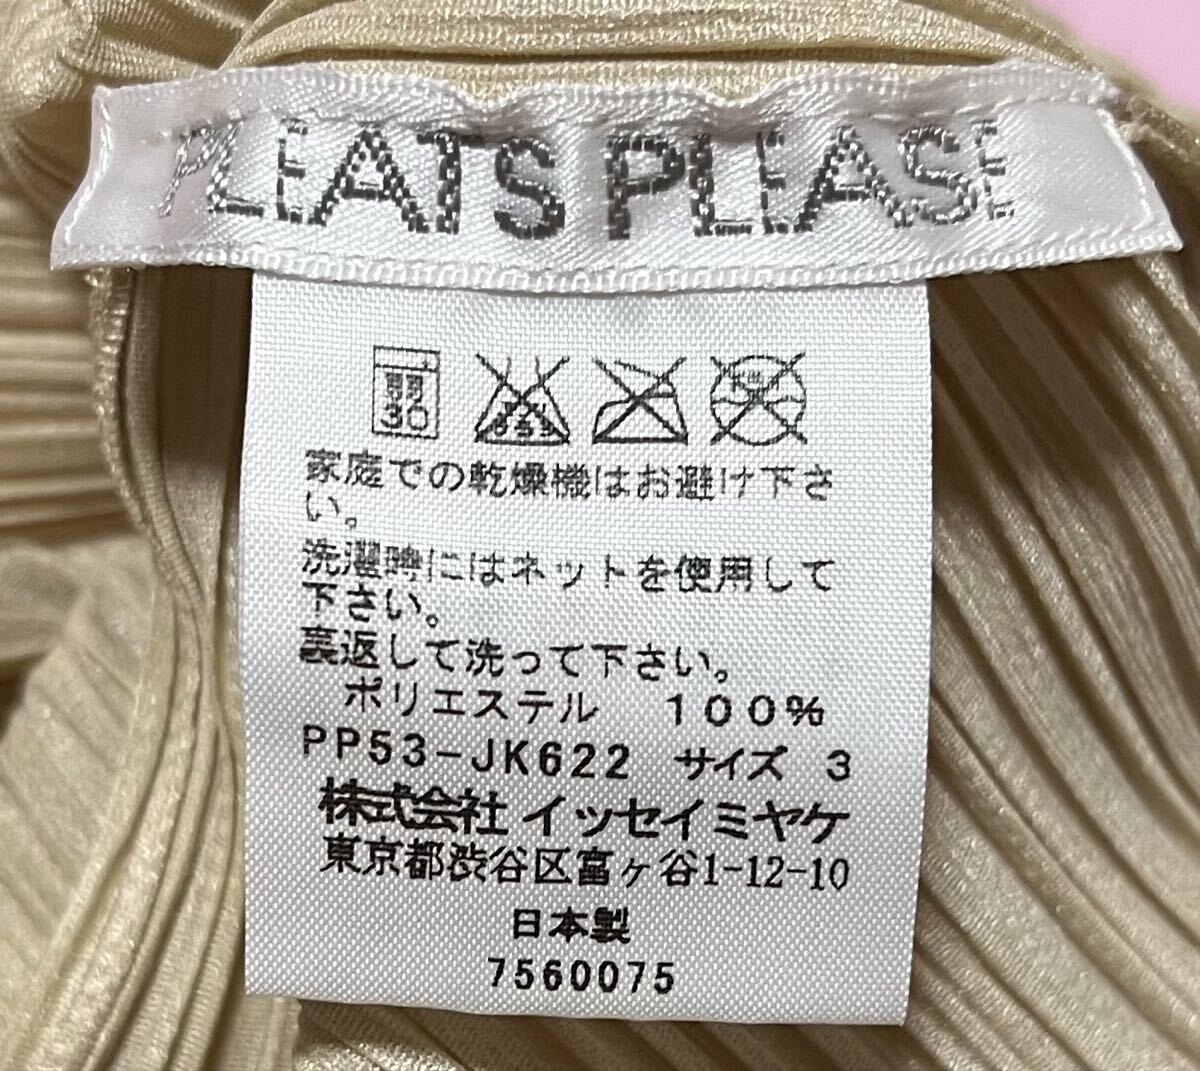 PLEATS PLEASE
弱
30
家庭での乾燥機はお避け下さ
い。
洗濯時にはネットを使用して
下さい。
裏返して洗って下さい。
ポリエステル 100%
PP53-JK622 サイズ 3
株式会社 イッセイミヤケ
東京都渋谷区富ヶ谷1-12-10
日本製
7560075